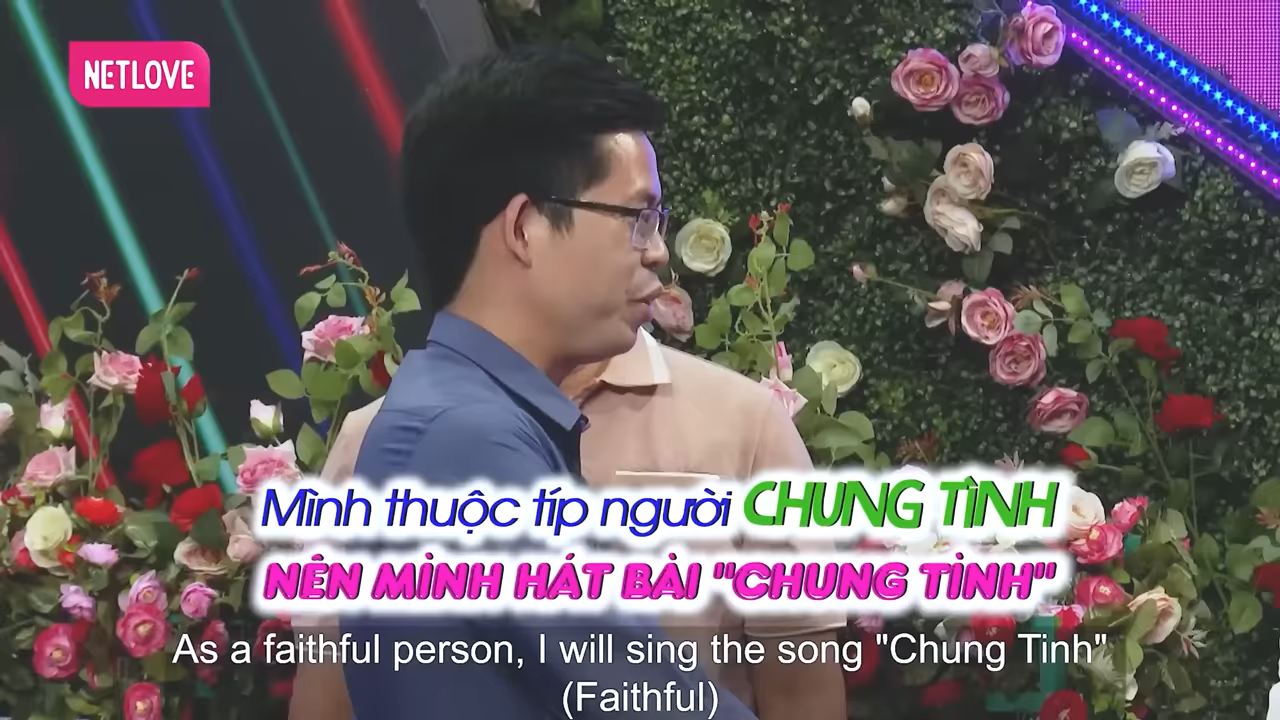 NETLOVE
Mình thuộc típ người CHUNG TÌNH
NÊN MÌNH HÁT BÀI "CHUNG TÌNH"
As a faithful person, I will sing the song "Chung Tinh"
(Faithful)